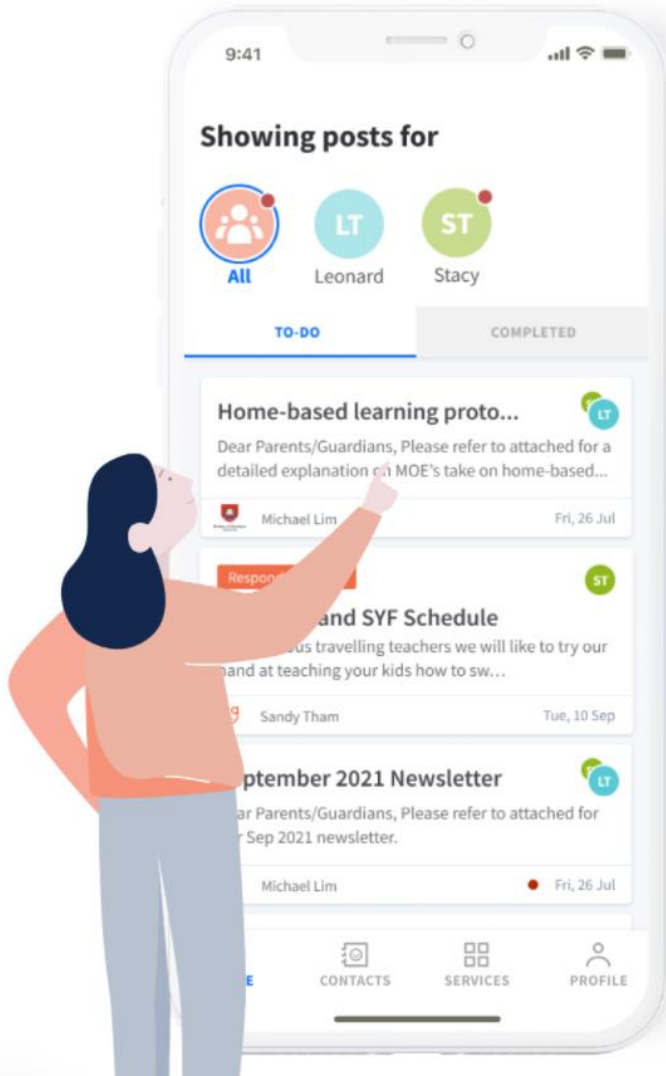 9:41
Showing posts for
LT
ST
All
Leonard
Stacy
TO-DO
COMPLETED
Home-based learning proto...
LT
Dear Parents/Guardians, Please refer to attached for a
detailed explanation on MOE's take on home-based...
Michael Lim
Fri, 26 Jul
ST
and SYF Schedule
us travelling teachers we will like to try our
hand at teaching your kids how to sw...
Sandy Tham
Tue, 10 Sep
ptember 2021 Newsletter
LT
ar Parents/Guardians, Please refer to attached for
Sep 2021 newsletter.
Michael Lim
Fri, 26 Jul
E
CONTACTS
SERVICES
PROFILE